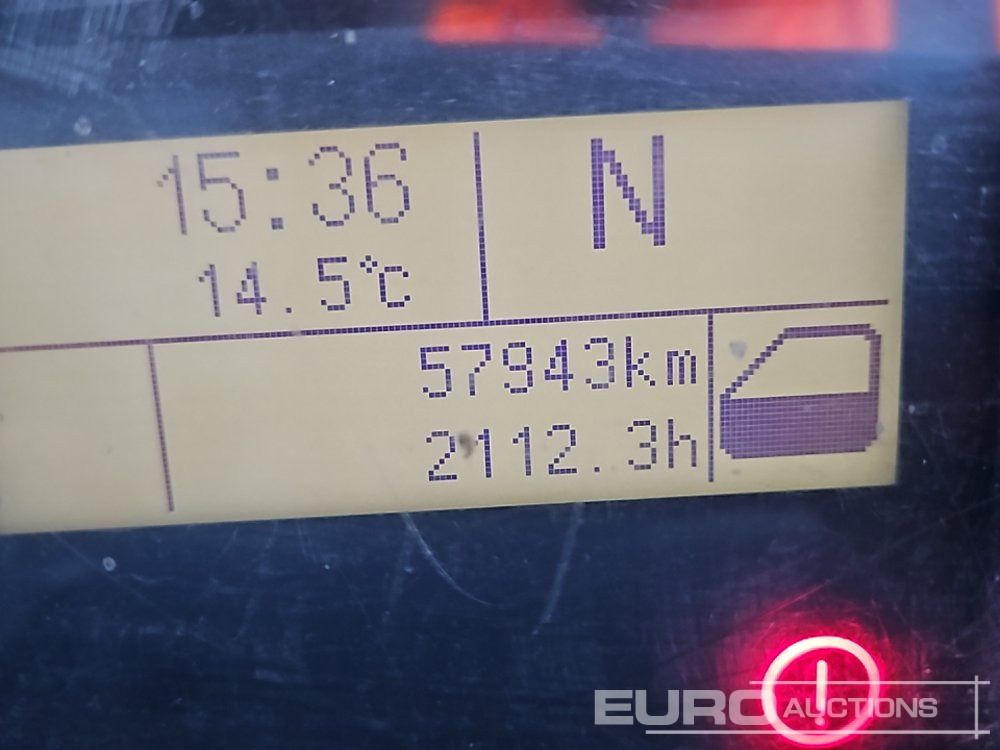 15:36
N
14.5°C
57943km
2112.3h
EURO AUCTIONS